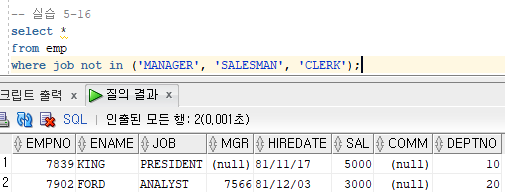 -- 실습 5-16
select *
from emp
where job not in ('MANAGER', 'SALESMAN', 'CLERK');
크립트 출력 × 질의 결과 ×
SQL | 인출된 모든 행: 2(0,001초)
EMPNO ENAME JOB MGR HIREDATE SAL COMM DEPTNO
1 7839 KING PRESIDENT (null) 81/11/17 5000 (null) 10
2 7902 FORD ANALYST 7566 81/12/03 3000 (null) 20